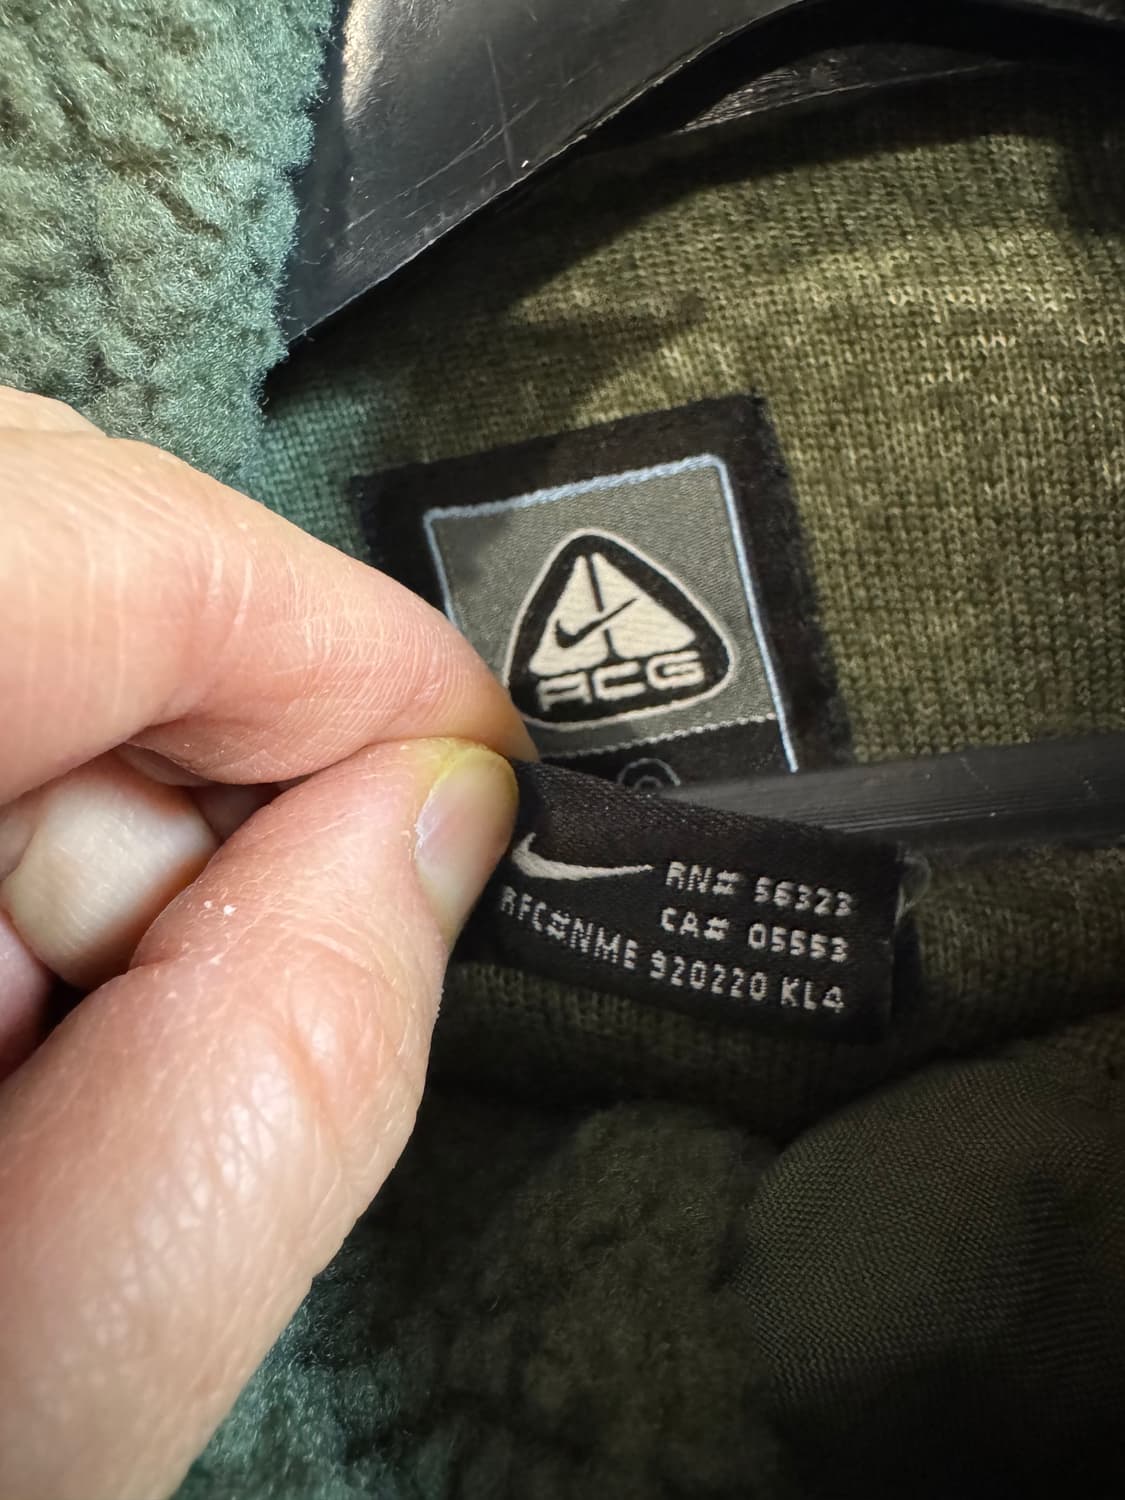 ACG
RN# 56323
CA# 05553
RFC#NME 920220 KL4